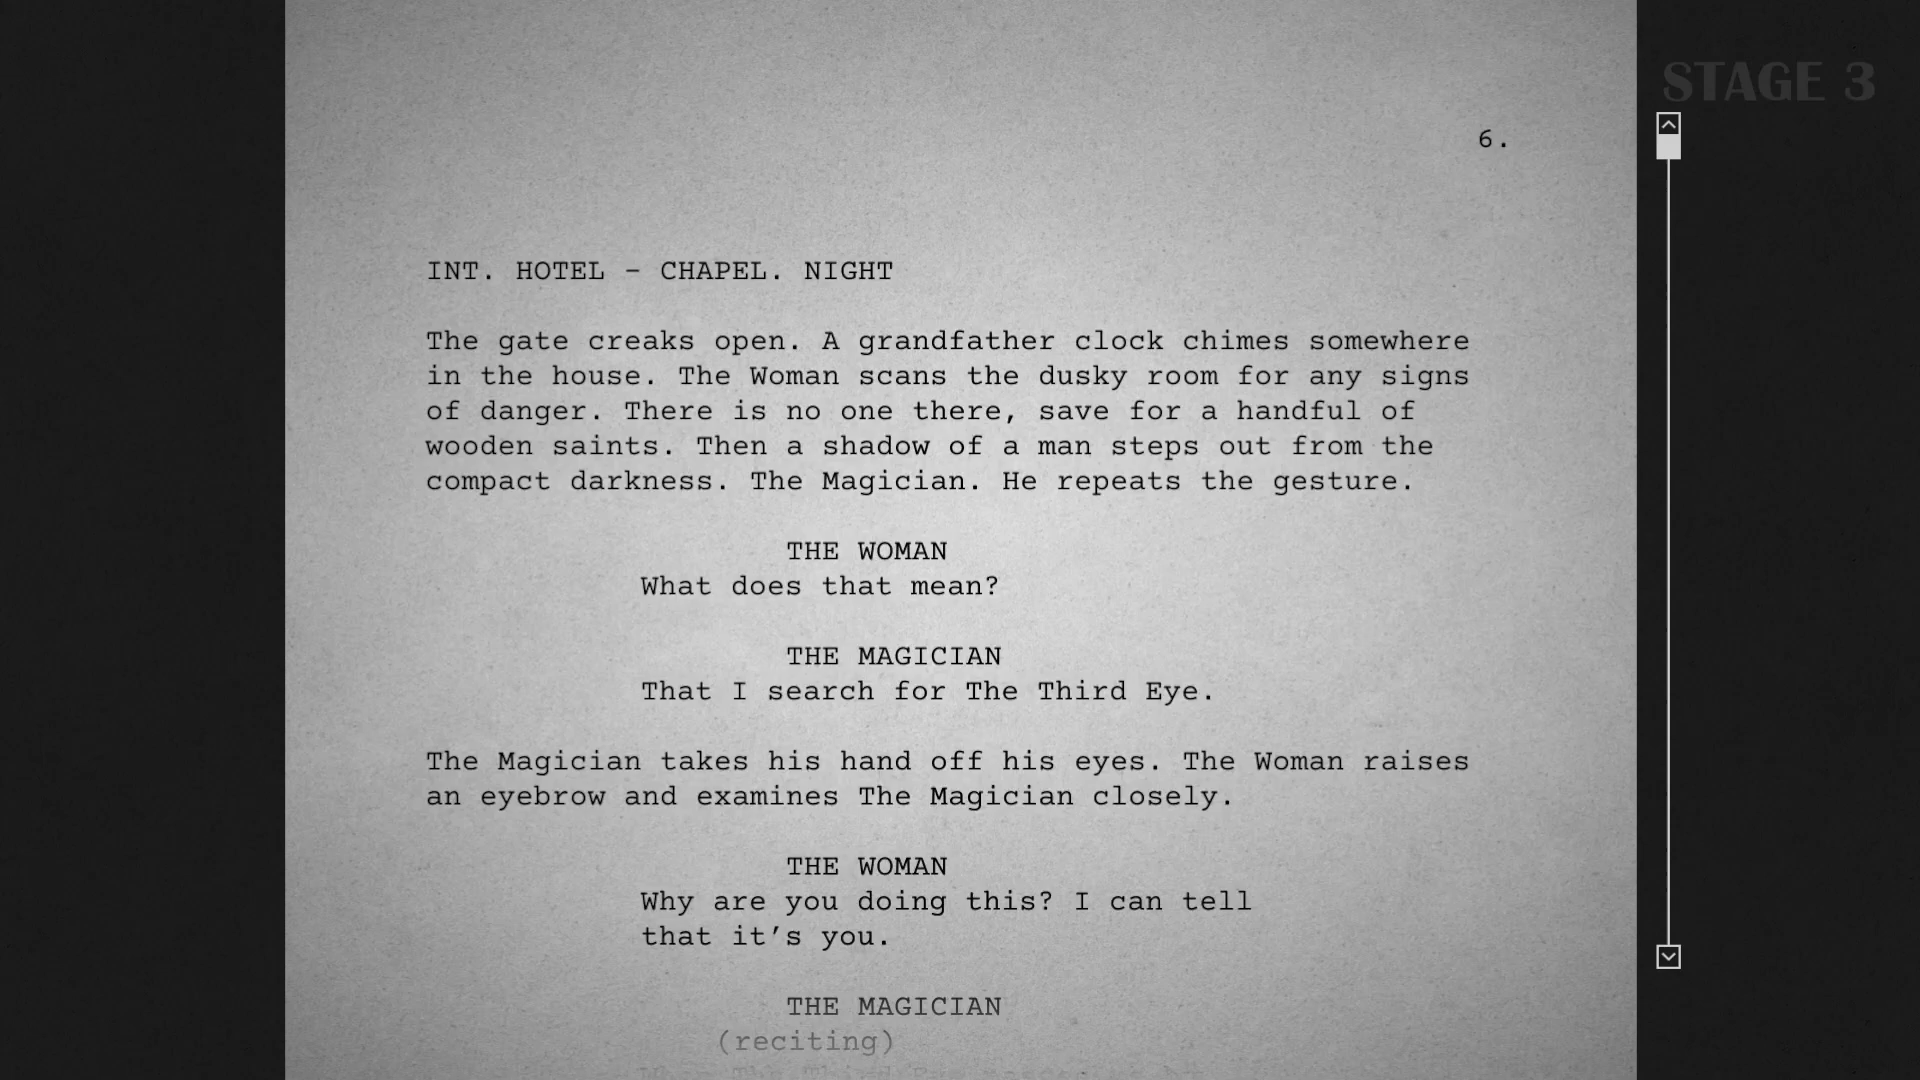 STAGE 3
6.
INT. HOTEL – CHAPEL. NIGHT
The gate creaks open. A grandfather clock chimes somewhere
in the house. The Woman scans the dusky room for any signs
of danger. There is no one there, save for a handful of
wooden saints. Then a shadow of a man steps out from the
compact darkness. The Magician. He repeats the gesture.
THE WOMAN
What does that mean?
THE MAGICIAN
That I search for The Third Eye.
The Magician takes his hand off his eyes. The Woman raises
an eyebrow and examines The Magician closely.
THE WOMAN
Why are you doing this? I can tell
that it’s you.
THE MAGICIAN
(reciting)